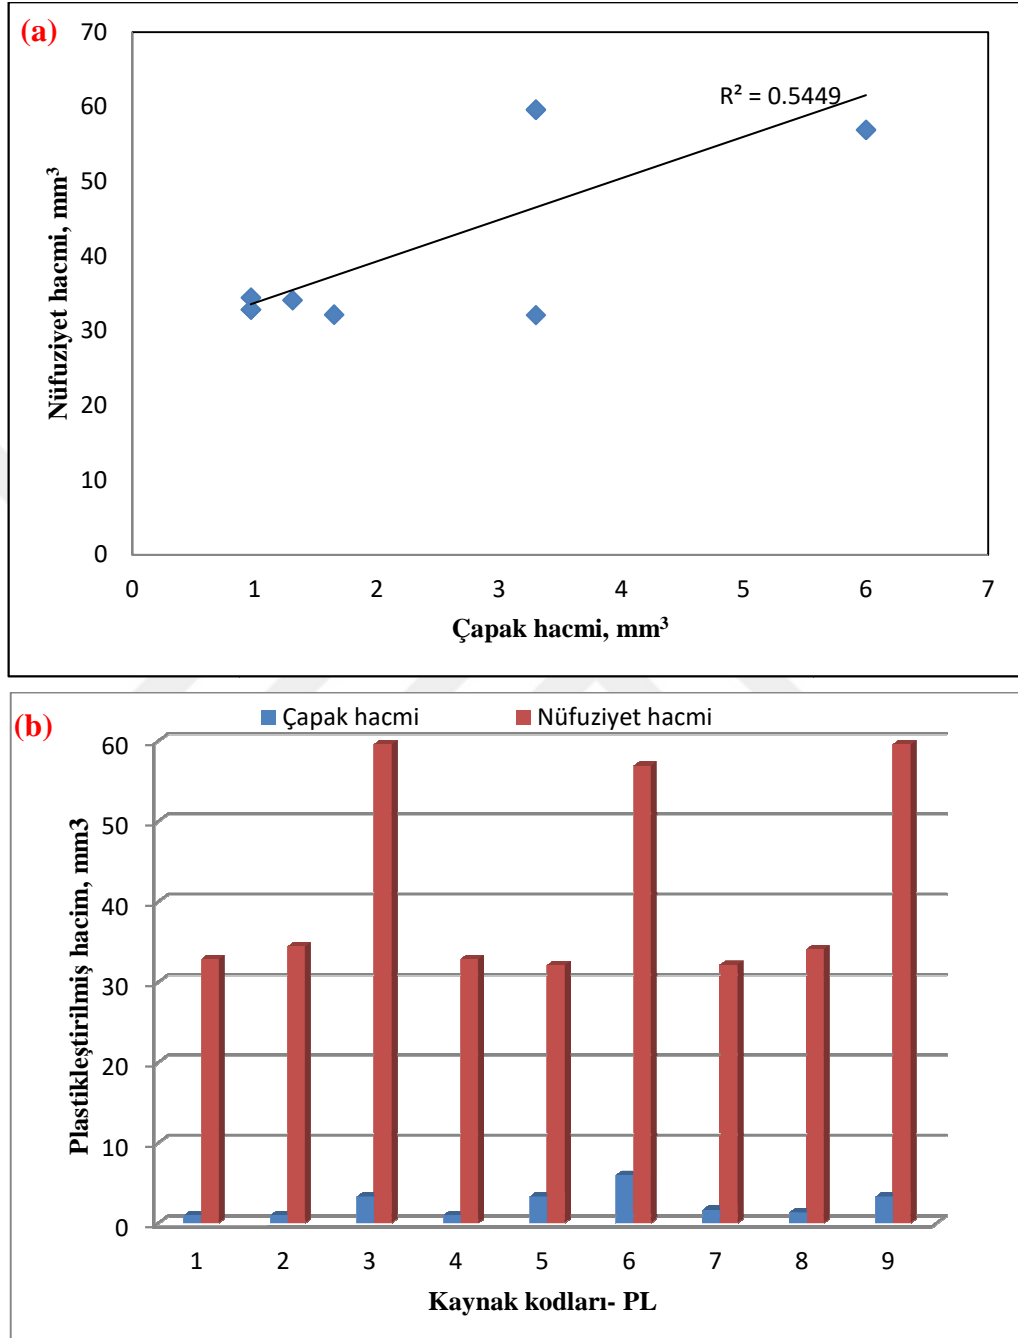 (a)
70
60
50
40
30
20
10
0
R² = 0.5449
Nüfuziyet hacmi, mm³
0 1 2 3 4 5 6 7
Çapak hacmi, mm³
(b)
Çapak hacmi Nüfuziyet hacmi
60
50
40
30
20
10
0
Plastikleştirilmiş hacim, mm3
1 2 3 4 5 6 7 8 9
Kaynak kodları- PL